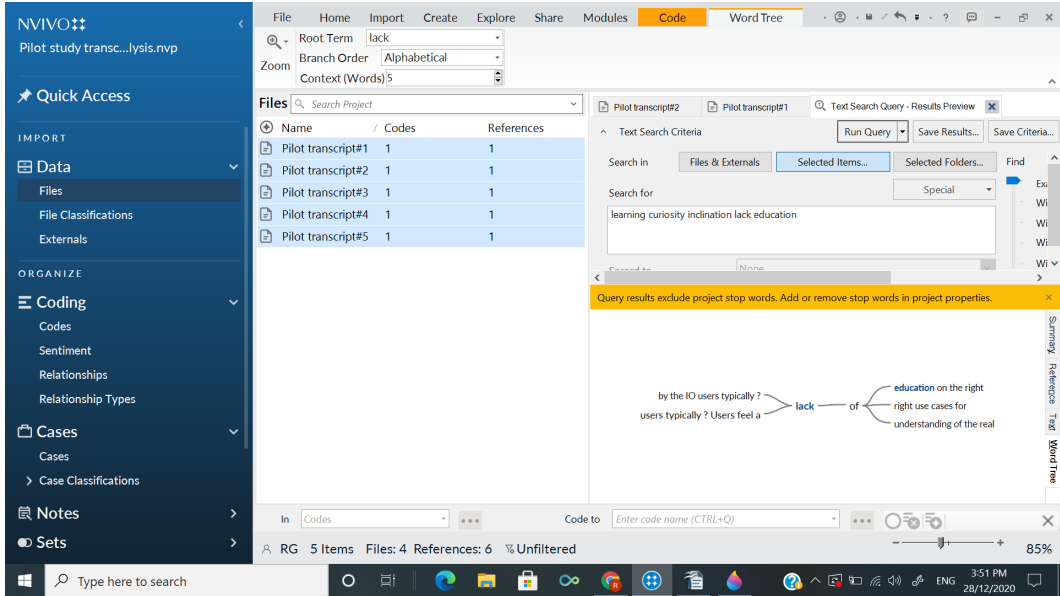 NVIVO
Pilot study transc...lysis.nvp
Quick Access
IMPORT
Data
Files
File Classifications
Externals
ORGANIZE
Coding
Codes
Sentiment
Relationships
Relationship Types
Cases
Cases
Case Classifications
Notes
Sets
File Home Import Create Explore Share Modules Code Word Tree
Zoom
Root Term lack
Branch Order Alphabetical
Context (Words) 5
Files Search Project
Name / Codes References
Pilot transcript#1 1 1
Pilot transcript#2 1 1
Pilot transcript#3 1 1
Pilot transcript#4 1 1
Pilot transcript#5 1 1
Pilot transcript#2 Pilot transcript#1 Text Search Query - Results Preview
Text Search Criteria Run Query Save Results... Save Criteria...
Search in Files & Externals Selected Items... Selected Folders... Find
Search for Special
learning curiosity inclination lack education
Exa
Wi
Wi
Wi
Wi
Spread to None
Query results exclude project stop words. Add or remove stop words in project properties.
by the IO users typically ?
users typically ? Users feel a
lack of
education on the right
right use cases for
understanding of the real
Summary
Reference
Text
Word Tree
In Codes Code to Enter code name (CTRL+Q)
RG 5 Items Files: 4 References: 6 Unfiltered 85%
Type here to search
ENG 3:51 PM
28/12/2020